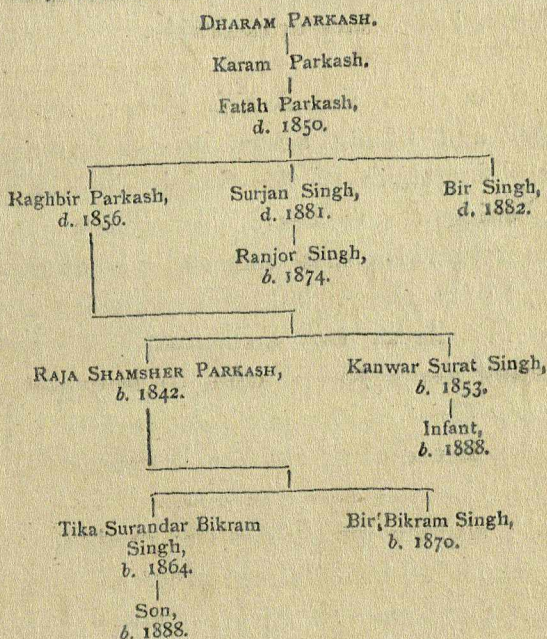 DHARAM PARKASH.
Karam Parkash.
Fatah Parkash,
d. 1850.
Raghbir Parkash,
d. 1856.
Surjan Singh,
d. 1881.
Bir Singh,
d. 1882.
Ranjor Singh,
b. 1874.
RAJA SHAMSHER PARKASH,
b. 1842.
Kanwar Surat Singh,
b. 1853.
Infant,
b. 1888.
Tika Surandar Bikram
Singh,
b. 1864.
Bir Bikram Singh,
b. 1870.
Son,
b. 1888.